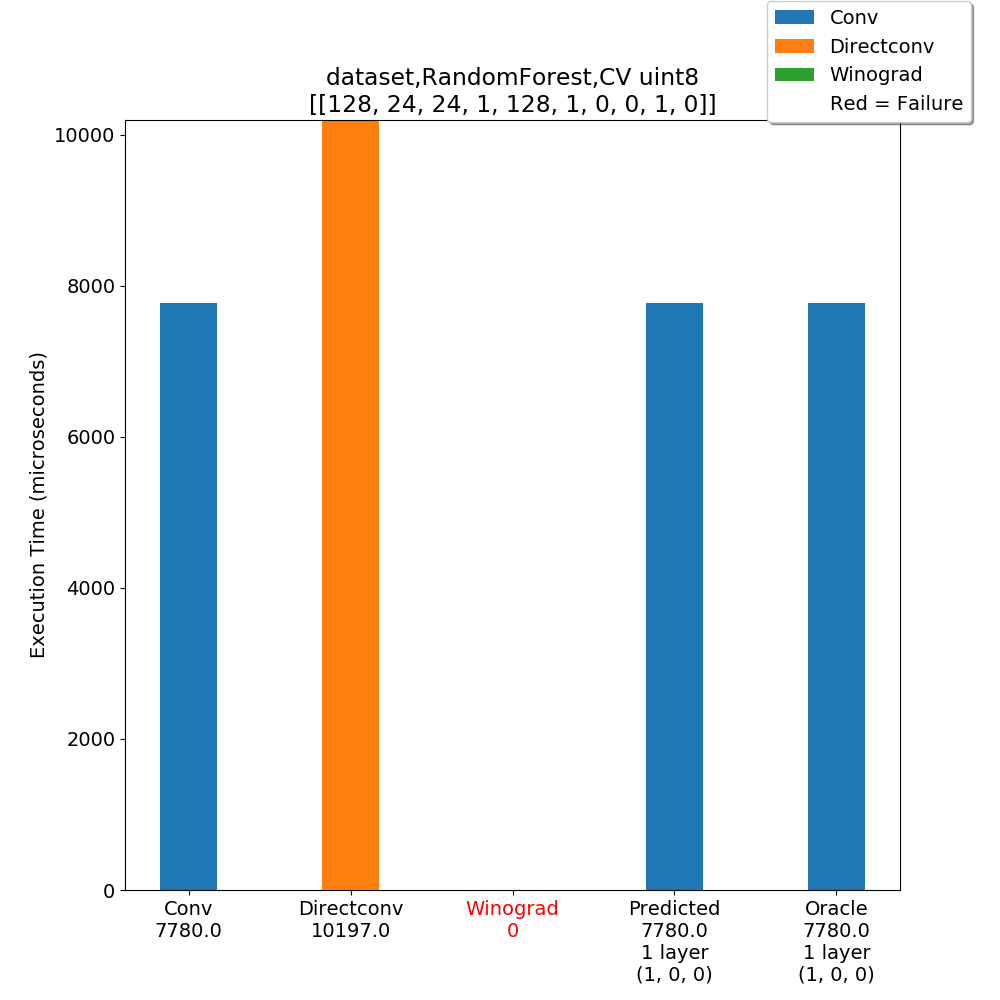 Conv
Directconv
Winograd
Red = Failure
dataset,RandomForest,CV uint8
[[128, 24, 24, 1, 128, 1, 0, 0, 1, 0]]
Execution Time (microseconds)
10000
8000
6000
4000
2000
0
Conv
7780.0
Directconv
10197.0
Winograd
0
Predicted
7780.0
1 layer
(1, 0, 0)
Oracle
7780.0
1 layer
(1, 0, 0)